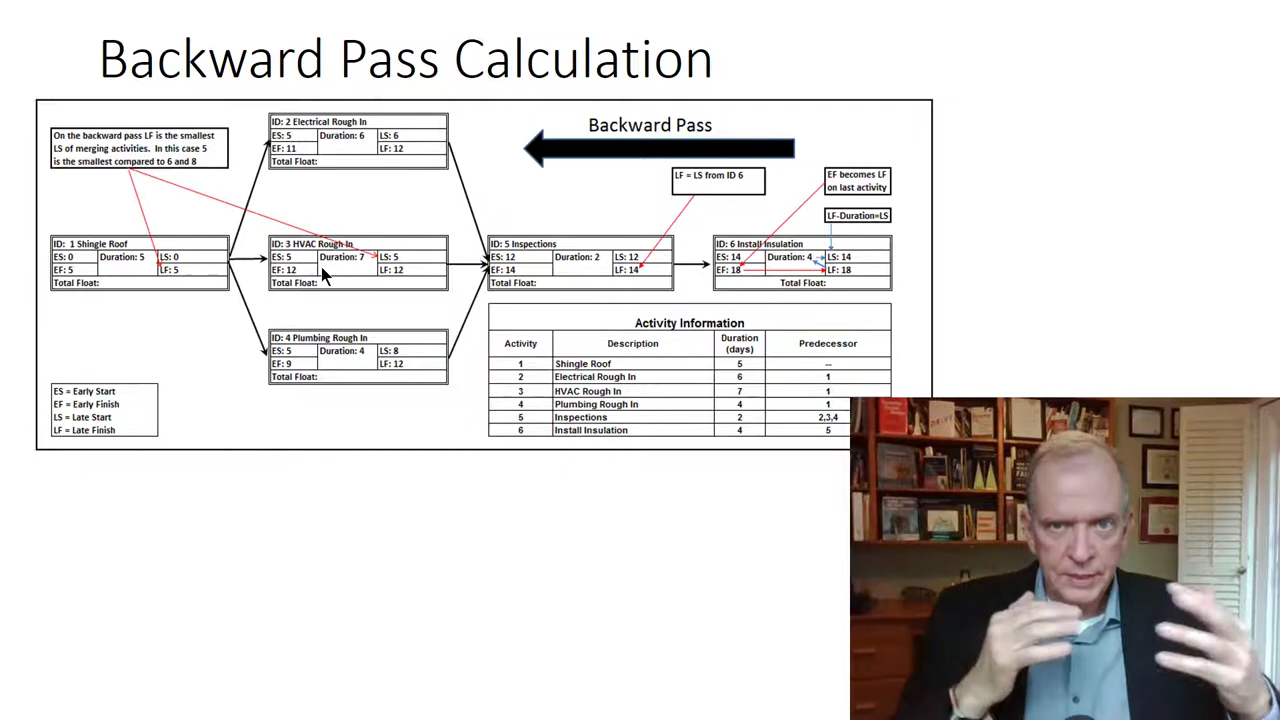 Backward Pass Calculation
On the backward pass LF is the smallest
LS of merging activities. In this case 5
is the smallest compared to 6 and 8
ID: 2 Electrical Rough In
ES: 5 Duration: 6 LS: 6
EF: 11 LF: 12
Total Float:
Backward Pass
LF = LS from ID 6
EF becomes LF
on last activity
LF-Duration=LS
ID: 1 Shingle Roof
ES: 0 Duration: 5 LS: 0
EF: 5 LF: 5
Total Float:
ID: 3 HVAC Rough In
ES: 5 Duration: 7 LS: 5
EF: 12 LF: 12
Total Float:
ID: 5 Inspections
ES: 12 Duration: 2 LS: 12
EF: 14 LF: 14
Total Float:
ID: 6 Install Insulation
ES: 14 Duration: 4 LS: 14
EF: 18 LF: 18
Total Float:
ID: 4 Plumbing Rough In
ES: 5 Duration: 4 LS: 8
EF: 9 LF: 12
Total Float:
Activity Information
Activity Description Duration (days) Predecessor
1 Shingle Roof 5 --
2 Electrical Rough In 6 1
3 HVAC Rough In 7 1
4 Plumbing Rough In 4 1
5 Inspections 2 2,3,4
6 Install Insulation 4 5
ES = Early Start
EF = Early Finish
LS = Late Start
LF = Late Finish